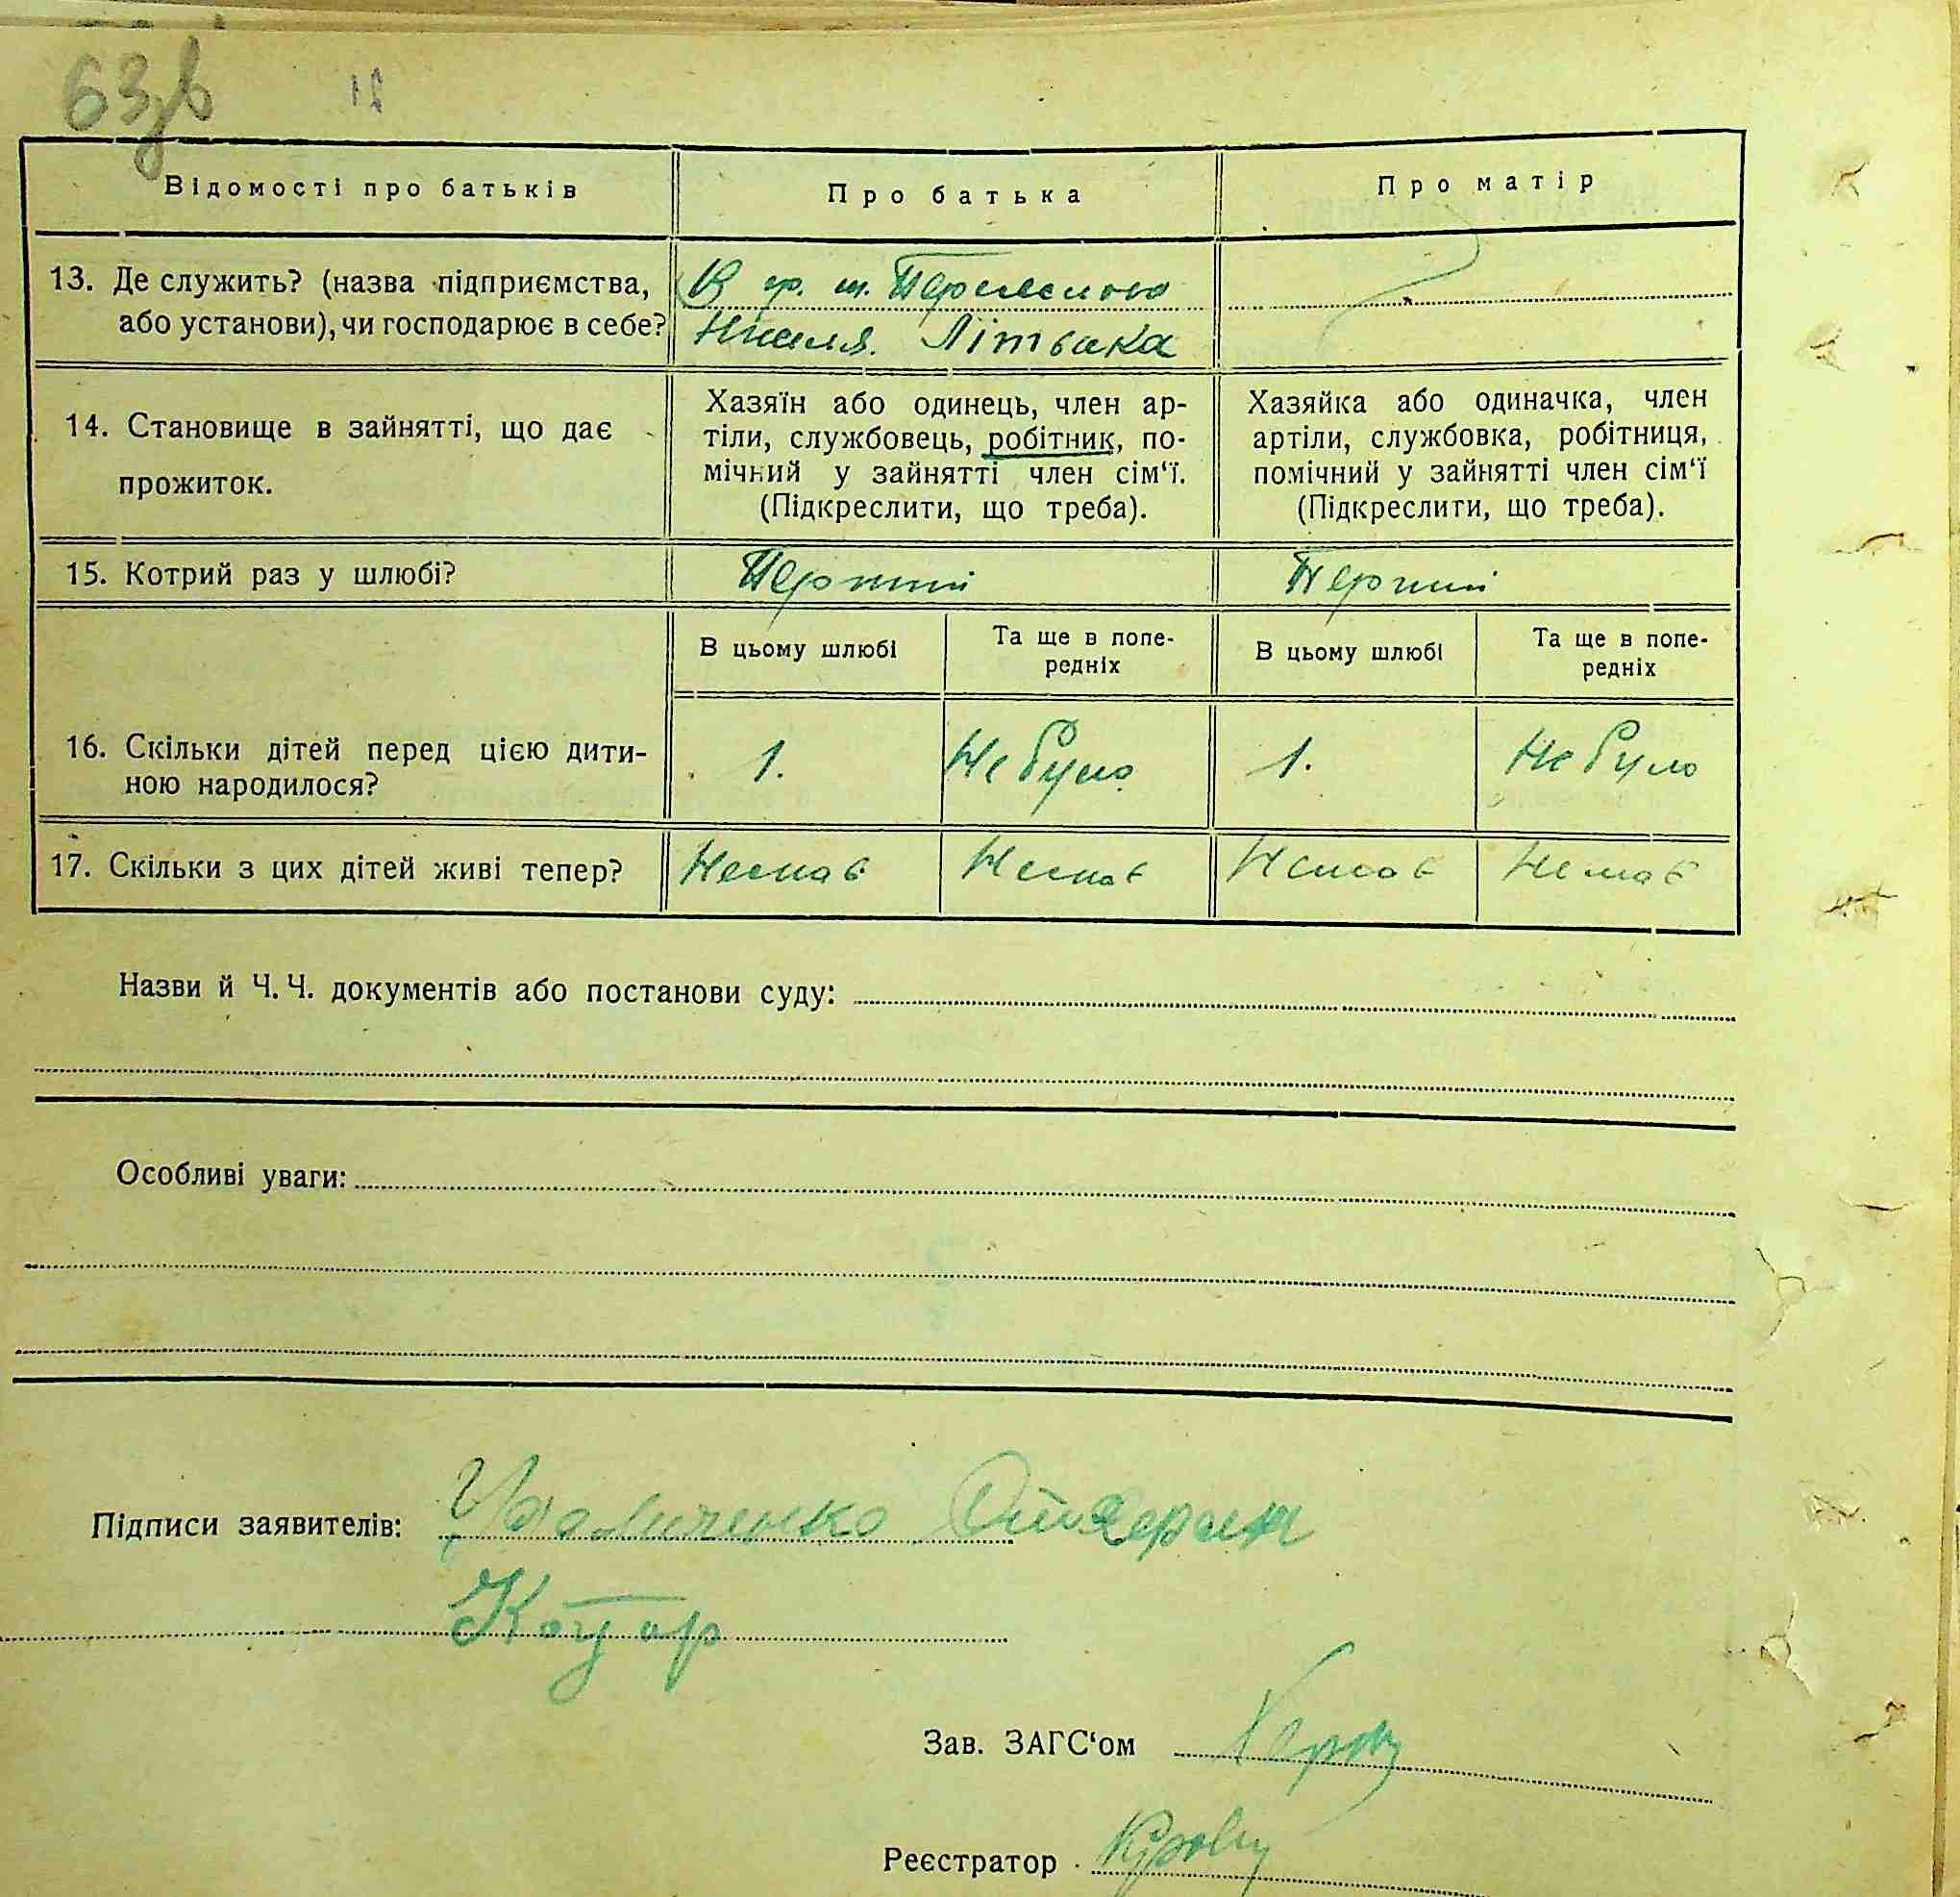 63зв
21
Відомості про батьків
Про батька
Про матір
13. Де служить? (назва підприємства,
або установи), чи господарює в себе?
В гр. м.
Літвака
14. Становище в зайнятті, що дає
прожиток.
Хазяїн або одинець, член ар-
тіли, службовець, робітник, по-
мічний у зайнятті член сім‘ї.
(Підкреслити, що треба).
Хазяйка або одиначка, член
артіли, службовка, робітниця,
помічний у зайнятті член сім‘ї
(Підкреслити, що треба).
15. Котрий раз у шлюбі?
Перший
Перший
В цьому шлюбі
Та ще в попе-
редніх
В цьому шлюбі
Та ще в попе-
редніх
16. Скільки дітей перед цією дити-
ною народилося?
1.
Не було
1.
Не було
17. Скільки з цих дітей живі тепер?
Немає
Немає
Немає
Немає
Назви й Ч. Ч. документів або постанови суду:
Особливі уваги:
Підписи заявителів:
Коцар
Зав. ЗАГС‘ом
Реєстратор